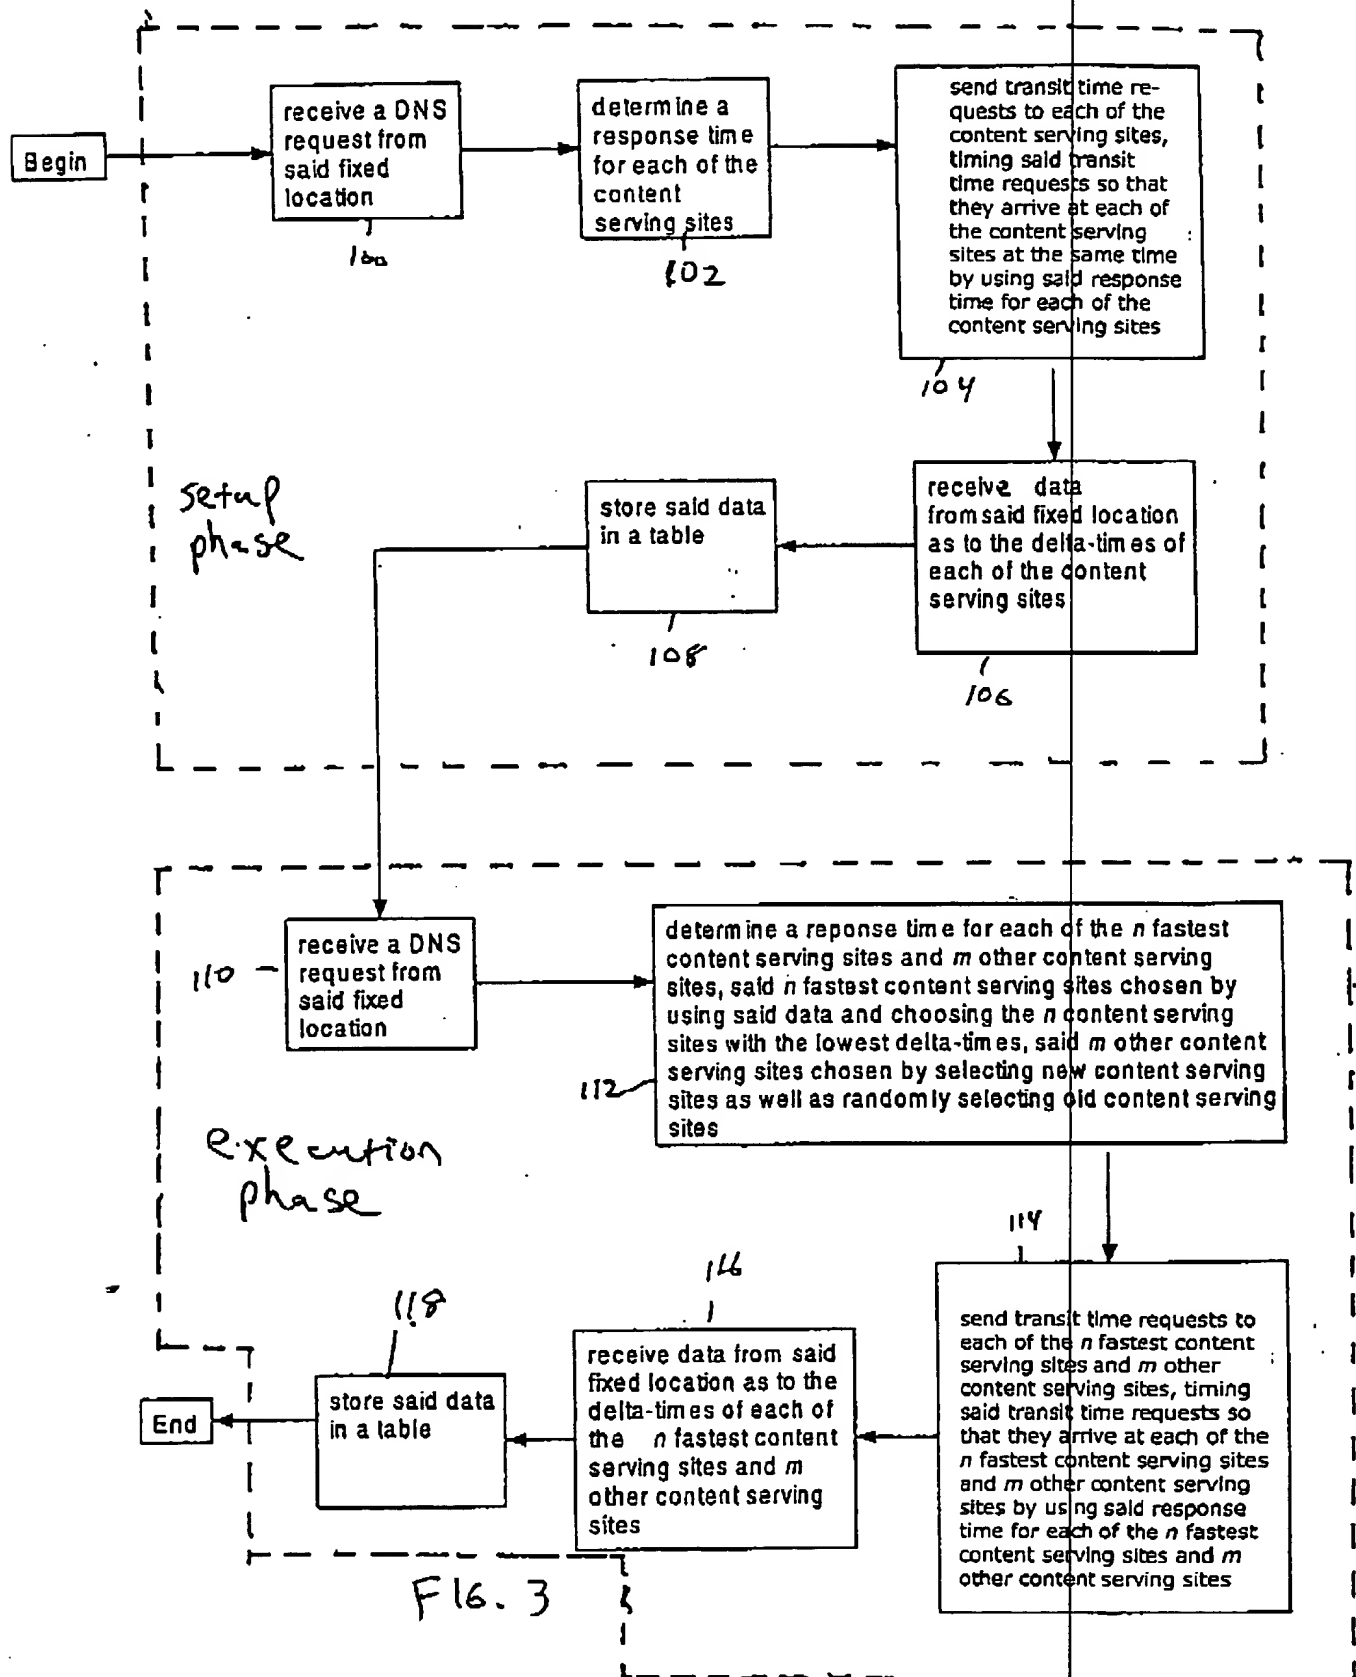 Begin
receive a DNS
request from
said fixed
location
100
determine a
response time
for each of the
content
serving sites
102
send transit time re-
quests to each of the
content serving sites,
timing said transit
time requests so that
they arrive at each of
the content serving
sites at the same time
by using said response
time for each of the
content serving sites
104
receive data
from said fixed location
as to the delta-times of
each of the content
serving sites
106
store said data
in a table
108
setup
phase
110
receive a DNS
request from
said fixed
location
determine a reponse time for each of the n fastest
content serving sites and m other content serving
sites, said n fastest content serving sites chosen by
using said data and choosing the n content serving
sites with the lowest delta-times, said m other content
serving sites chosen by selecting new content serving
sites as well as randomly selecting old content serving
sites
112
execution
phase
114
send transit time requests to
each of the n fastest content
serving sites and m other
content serving sites, timing
said transit time requests so
that they arrive at each of the
n fastest content serving sites
and m other content serving
sites by using said response
time for each of the n fastest
content serving sites and m
other content serving sites
116
receive data from said
fixed location as to the
delta-times of each of
the n fastest content
serving sites and m
other content serving
sites
118
store said data
in a table
End
FIG. 3